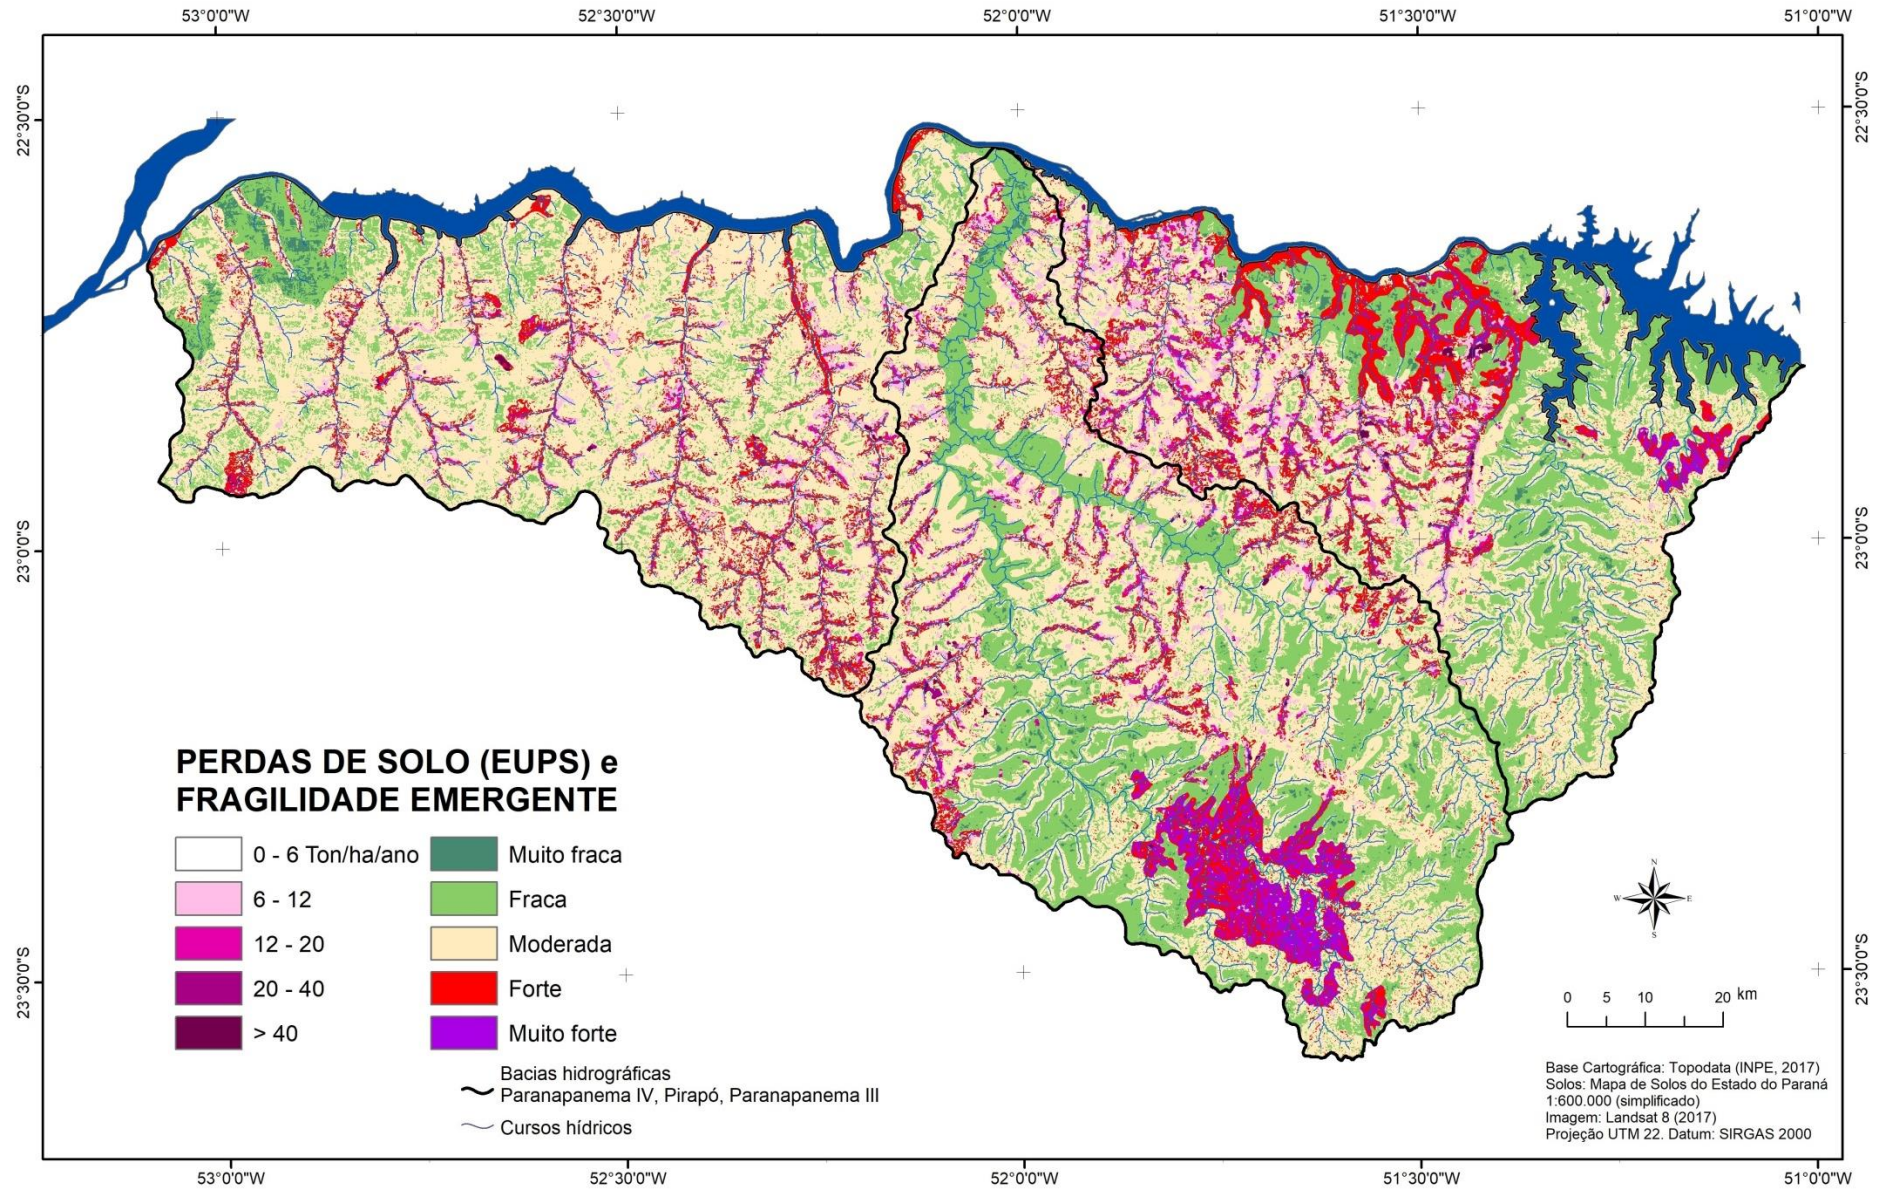 53°0'0"W 52°30'0"W 52°0'0"W 51°30'0"W 51°0'0"W
22°30'0"S 22°30'0"S
23°0'0"S 23°0'0"S
23°30'0"S 23°30'0"S
PERDAS DE SOLO (EUPS) e
FRAGILIDADE EMERGENTE
0 - 6 Ton/ha/ano Muito fraca
6 - 12 Fraca
12 - 20 Moderada
20 - 40 Forte
> 40 Muito forte
Bacias hidrográficas
Paranapanema IV, Pirapó, Paranapanema III
Cursos hídricos
N
W E
S
0 5 10 20 km
Base Cartográfica: Topodata (INPE, 2017)
Solos: Mapa de Solos do Estado do Paraná
1:600.000 (simplificado)
Imagem: Landsat 8 (2017)
Projeção UTM 22. Datum: SIRGAS 2000
53°0'0"W 52°30'0"W 52°0'0"W 51°30'0"W 51°0'0"W